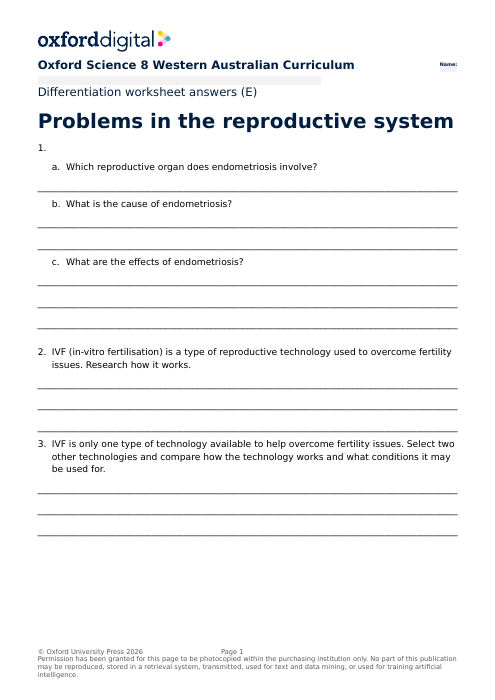 oxforddigital
Oxford Science 8 Western Australian Curriculum
Name:
Differentiation worksheet answers (E)
Problems in the reproductive system
1.
a. Which reproductive organ does endometriosis involve?
b. What is the cause of endometriosis?
c. What are the effects of endometriosis?
2. IVF (in-vitro fertilisation) is a type of reproductive technology used to overcome fertility
issues. Research how it works.
3. IVF is only one type of technology available to help overcome fertility issues. Select two
other technologies and compare how the technology works and what conditions it may
be used for.
© Oxford University Press 2026 Page 1
Permission has been granted for this page to be photocopied within the purchasing institution only. No part of this publication
may be reproduced, stored in a retrieval system, transmitted, used for text and data mining, or used for training artificial
intelligence.